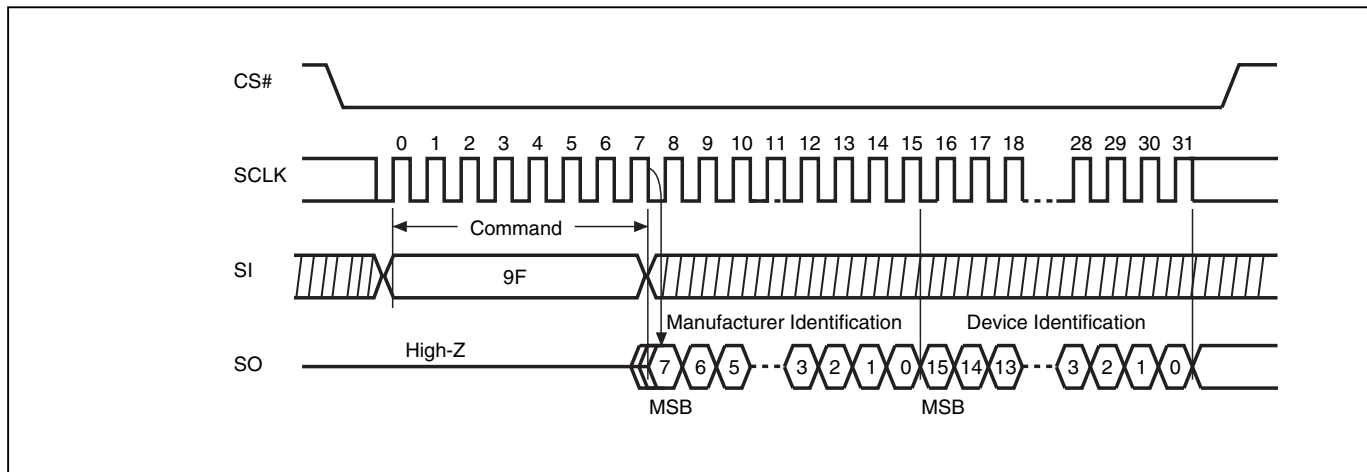 CS#
0 1 2 3 4 5 6 7 8 9 10 11 12 13 14 15 16 17 18 28 29 30 31
SCLK
Command
SI
9F
Manufacturer Identification Device Identification
High-Z
SO
7 6 5 3 2 1 0 15 14 13 3 2 1 0
MSB MSB